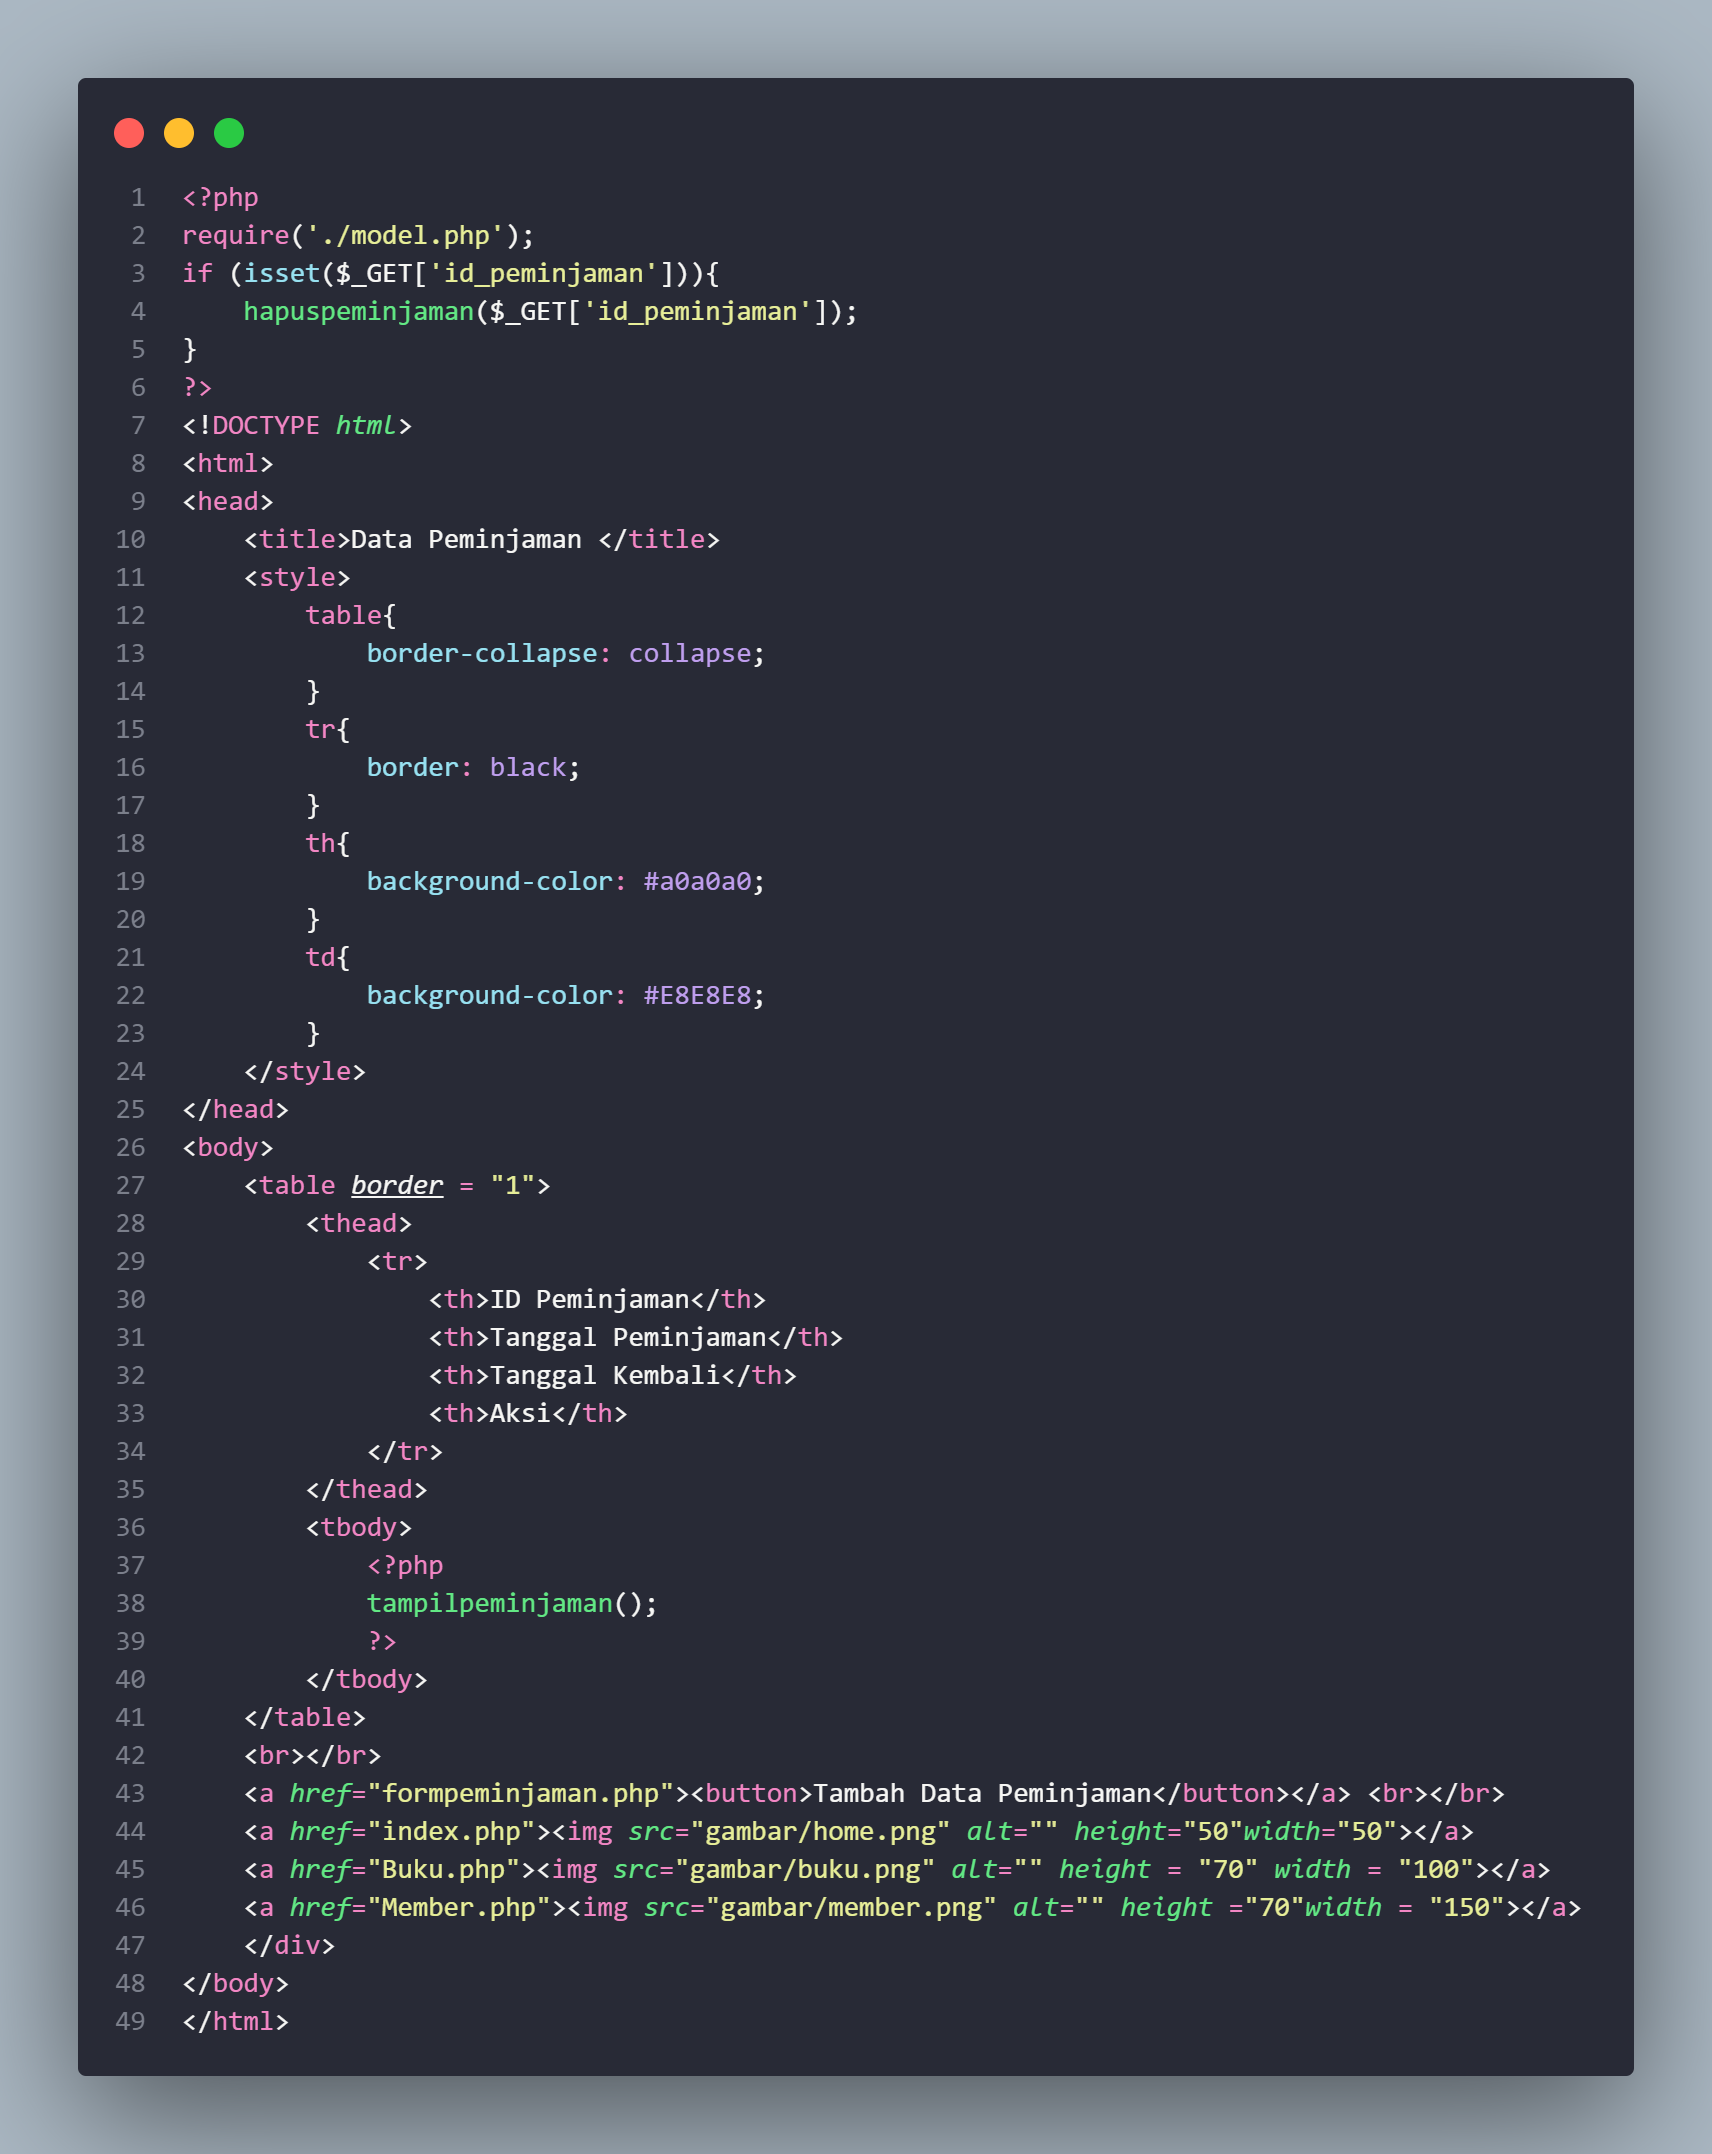 1 <?php
2 require('./model.php');
3 if (isset($_GET['id_peminjaman'])){
4     hapuspeminjaman($_GET['id_peminjaman']);
5 }
6 ?>
7 <!DOCTYPE html>
8 <html>
9 <head>
10     <title>Data Peminjaman </title>
11     <style>
12         table{
13             border-collapse: collapse;
14         }
15         tr{
16             border: black;
17         }
18         th{
19             background-color: #a0a0a0;
20         }
21         td{
22             background-color: #E8E8E8;
23         }
24     </style>
25 </head>
26 <body>
27     <table border = "1">
28         <thead>
29             <tr>
30                 <th>ID Peminjaman</th>
31                 <th>Tanggal Peminjaman</th>
32                 <th>Tanggal Kembali</th>
33                 <th>Aksi</th>
34             </tr>
35         </thead>
36         <tbody>
37             <?php
38             tampilpeminjaman();
39             ?>
40         </tbody>
41     </table>
42     <br></br>
43     <a href="formpeminjaman.php"><button>Tambah Data Peminjaman</button></a> <br></br>
44     <a href="index.php"><img src="gambar/home.png" alt="" height="50"width="50"></a>
45     <a href="Buku.php"><img src="gambar/buku.png" alt="" height = "70" width = "100"></a>
46     <a href="Member.php"><img src="gambar/member.png" alt="" height ="70"width = "150"></a>
47     </div>
48 </body>
49 </html>